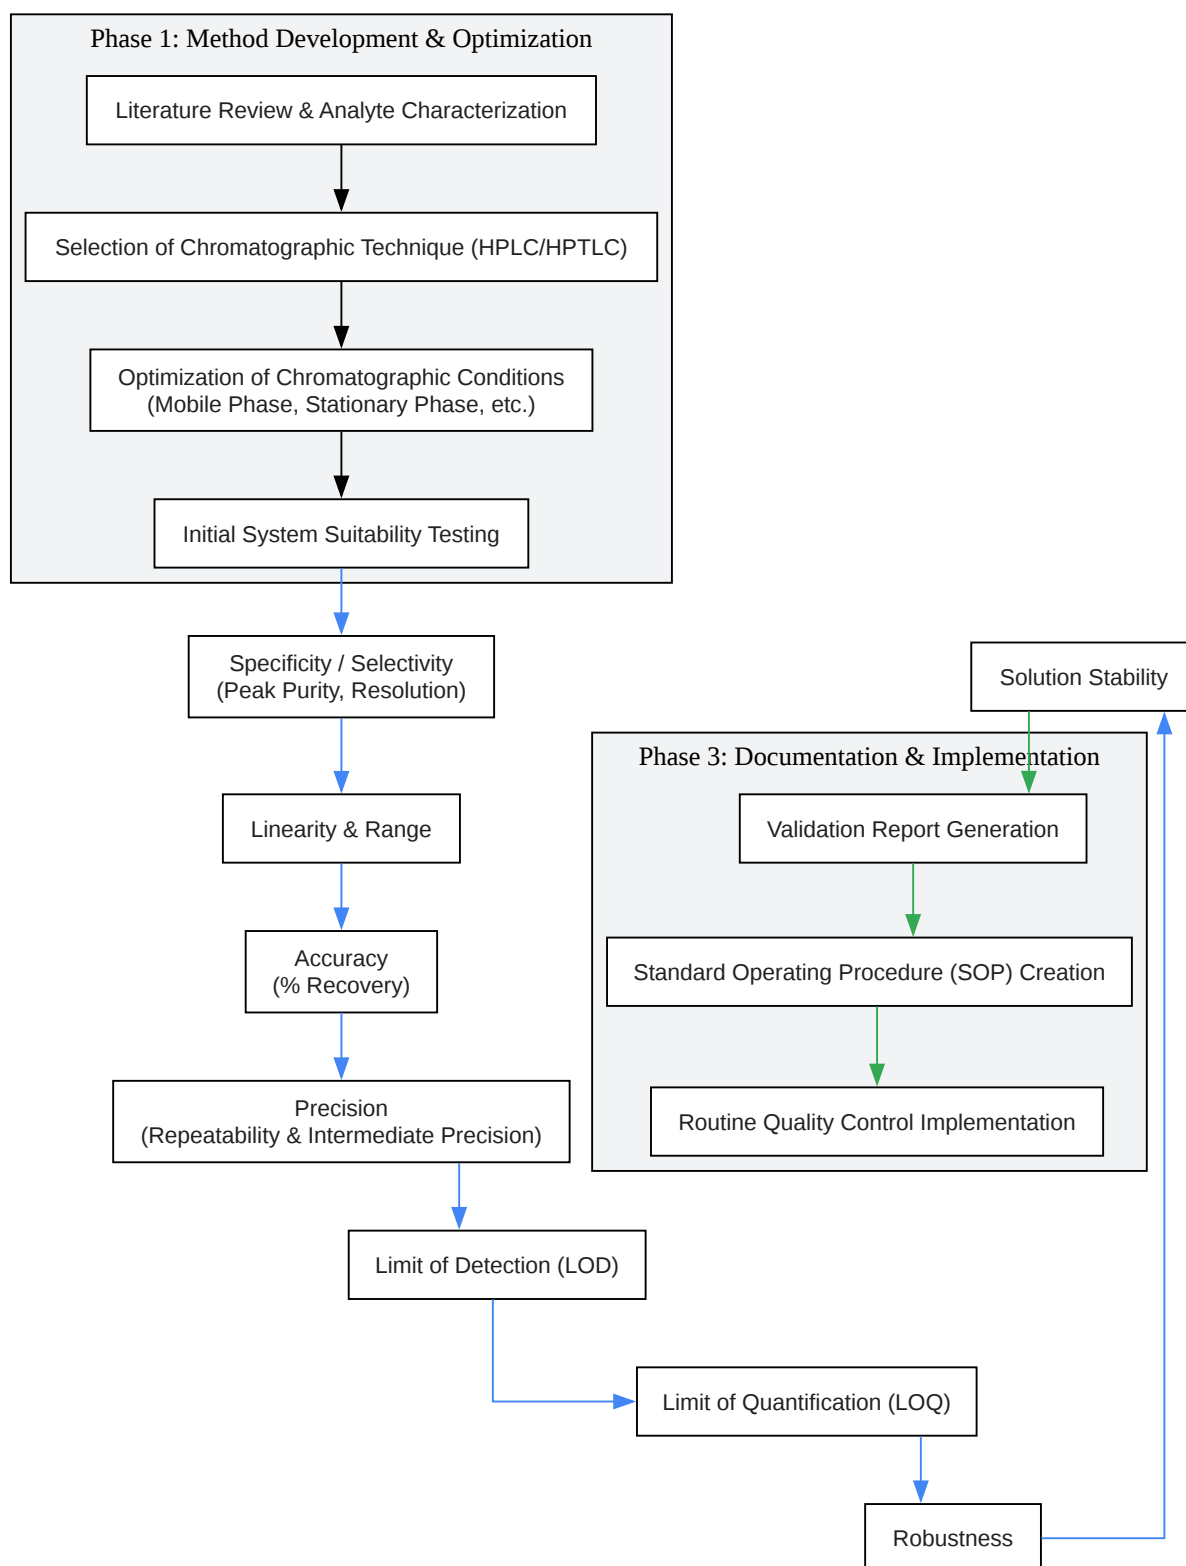 Phase 1: Method Development & Optimization
Literature Review & Analyte Characterization
Selection of Chromatographic Technique (HPLC/HPTLC)
Optimization of Chromatographic Conditions
(Mobile Phase, Stationary Phase, etc.)
Initial System Suitability Testing
Specificity / Selectivity
(Peak Purity, Resolution)
Linearity & Range
Accuracy
(% Recovery)
Precision
(Repeatability & Intermediate Precision)
Limit of Detection (LOD)
Limit of Quantification (LOQ)
Robustness
Solution Stability
Phase 3: Documentation & Implementation
Validation Report Generation
Standard Operating Procedure (SOP) Creation
Routine Quality Control Implementation